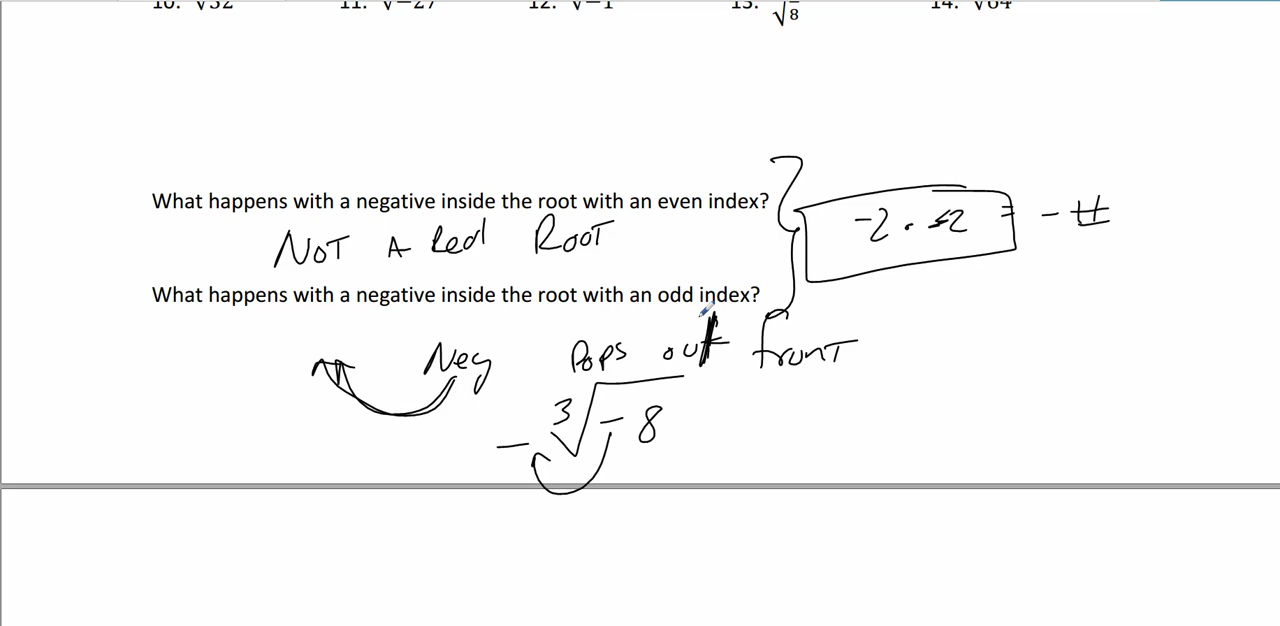 What happens with a negative inside the root with an even index?
-2 · 2 = - #
NOT A Real Root
What happens with a negative inside the root with an odd index?
Neg Pops out front
- ∛-8